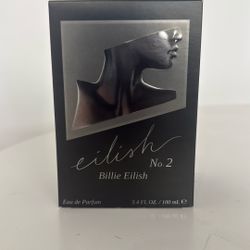 eilish
No. 2
Billie Eilish
Eau de Parfum
3.4 FL OZ. / 100 mL e